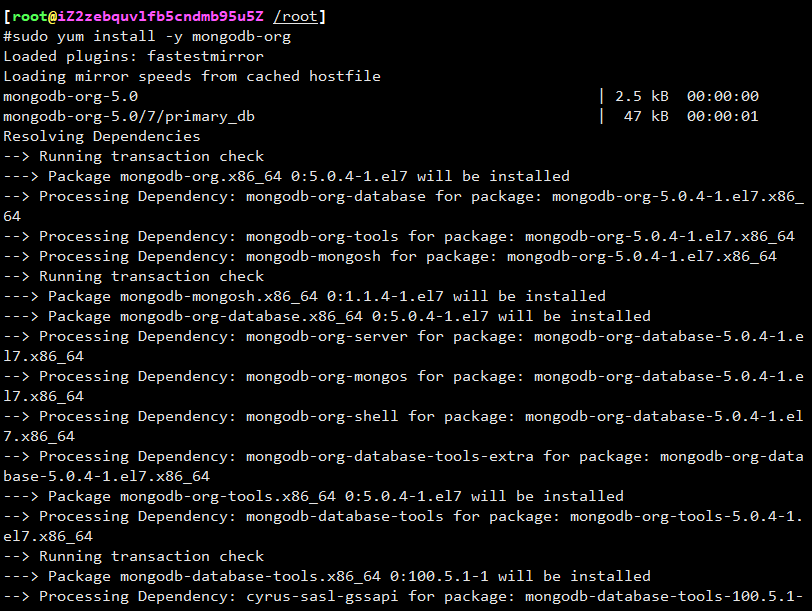 [root@iZ2zebquvlfb5cndmb95u5Z /root]
#sudo yum install -y mongodb-org
Loaded plugins: fastestmirror
Loading mirror speeds from cached hostfile
mongodb-org-5.0 | 2.5 kB 00:00:00
mongodb-org-5.0/7/primary_db | 47 kB 00:00:01
Resolving Dependencies
--> Running transaction check
---> Package mongodb-org.x86_64 0:5.0.4-1.el7 will be installed
--> Processing Dependency: mongodb-org-database for package: mongodb-org-5.0.4-1.el7.x86_
64
--> Processing Dependency: mongodb-org-tools for package: mongodb-org-5.0.4-1.el7.x86_64
--> Processing Dependency: mongodb-mongosh for package: mongodb-org-5.0.4-1.el7.x86_64
--> Running transaction check
---> Package mongodb-mongosh.x86_64 0:1.1.4-1.el7 will be installed
---> Package mongodb-org-database.x86_64 0:5.0.4-1.el7 will be installed
--> Processing Dependency: mongodb-org-server for package: mongodb-org-database-5.0.4-1.e
l7.x86_64
--> Processing Dependency: mongodb-org-mongos for package: mongodb-org-database-5.0.4-1.e
l7.x86_64
--> Processing Dependency: mongodb-org-shell for package: mongodb-org-database-5.0.4-1.el
7.x86_64
--> Processing Dependency: mongodb-org-database-tools-extra for package: mongodb-org-data
base-5.0.4-1.el7.x86_64
---> Package mongodb-org-tools.x86_64 0:5.0.4-1.el7 will be installed
--> Processing Dependency: mongodb-database-tools for package: mongodb-org-tools-5.0.4-1.
el7.x86_64
--> Running transaction check
---> Package mongodb-database-tools.x86_64 0:100.5.1-1 will be installed
--> Processing Dependency: cyrus-sasl-gssapi for package: mongodb-database-tools-100.5.1-